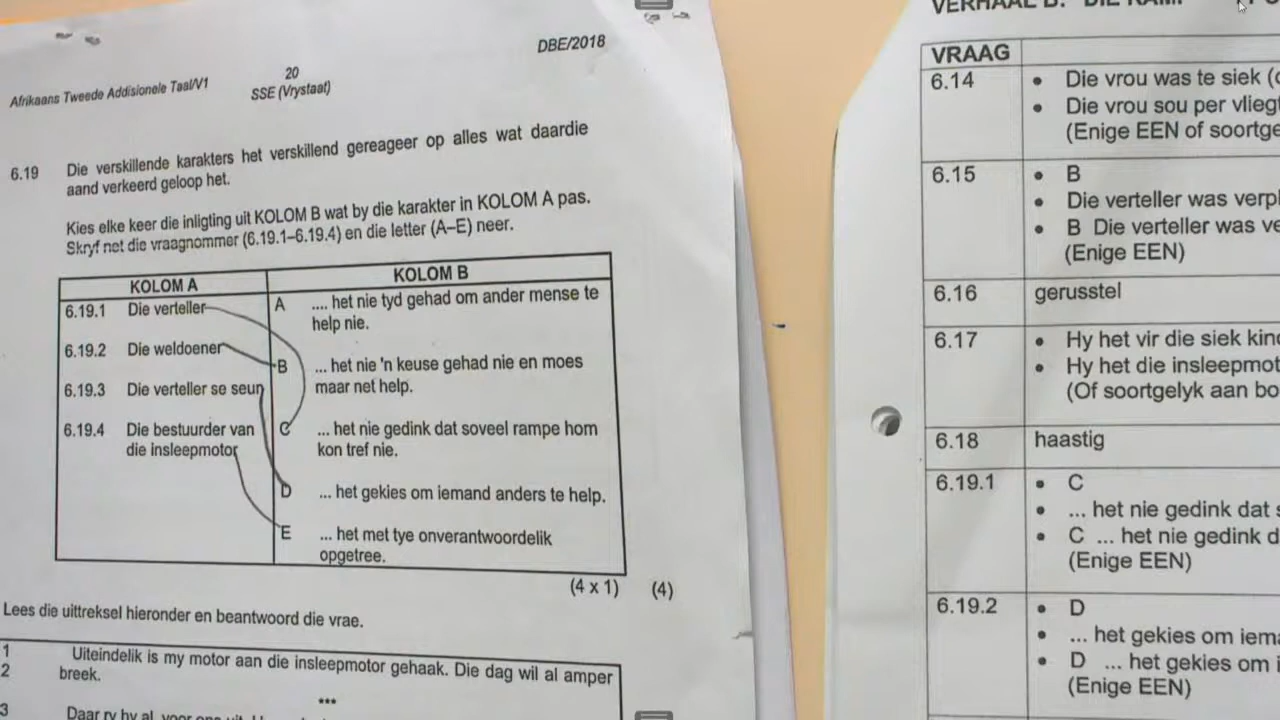 DBE/2018
20
Afrikaans Tweede Addisionele Taal/V1
SSE (Vrystaat)
6.19 Die verskillende karakters het verskillend gereageer op alles wat daardie
aand verkeerd geloop het.
Kies elke keer die inligting uit KOLOM B wat by die karakter in KOLOM A pas.
Skryf net die vraagnommer (6.19.1–6.19.4) en die letter (A–E) neer.
KOLOM A
6.19.1 Die verteller
6.19.2 Die weldoener
6.19.3 Die verteller se seun
6.19.4 Die bestuurder van
die insleepmotor
KOLOM B
A .... het nie tyd gehad om ander mense te
help nie.
B ... het nie 'n keuse gehad nie en moes
maar net help.
C ... het nie gedink dat soveel rampe hom
kon tref nie.
D ... het gekies om iemand anders te help.
E ... het met tye onverantwoordelik
opgetree.
(4 x 1) (4)
Lees die uittreksel hieronder en beantwoord die vrae.
1 Uiteindelik is my motor aan die insleepmotor gehaak. Die dag wil al amper
2 breek.
***
3 Daar ry hy al, voor ons uit.
VERHAAL B: DIE
VRAAG
6.14 • Die vrou was te siek
• Die vrou sou per
(Enige EEN of
6.15 • B
• Die verteller was
• B Die verteller was
(Enige EEN)
6.16 gerusstel
6.17 • Hy het vir die siek
• Hy het die
(Of soortgelyk aan
6.18 haastig
6.19.1 • C
• ... het nie gedink dat
• C ... het nie gedink
(Enige EEN)
6.19.2 • D
• ... het gekies om
• D ... het gekies om
(Enige EEN)